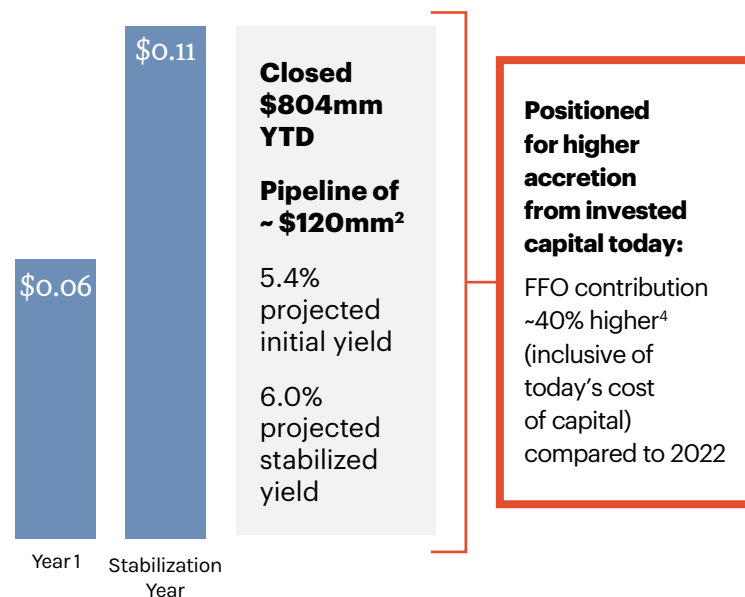 $0.11
$0.06
Year 1
Stabilization
Year
Closed
$804mm
YTD
Pipeline of
~ $120mm²
5.4%
projected
initial yield
6.0%
projected
stabilized
yield
Positioned
for higher
accretion
from invested
capital today:
FFO contribution
~40% higher⁴
(inclusive of
today’s cost
of capital)
compared to 2022